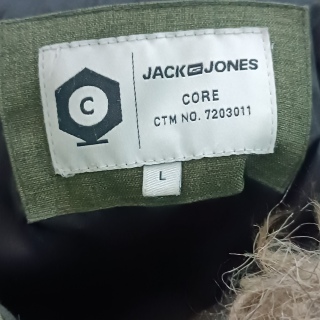 C
JACK & JONES
CORE
CTM NO. 7203011
L